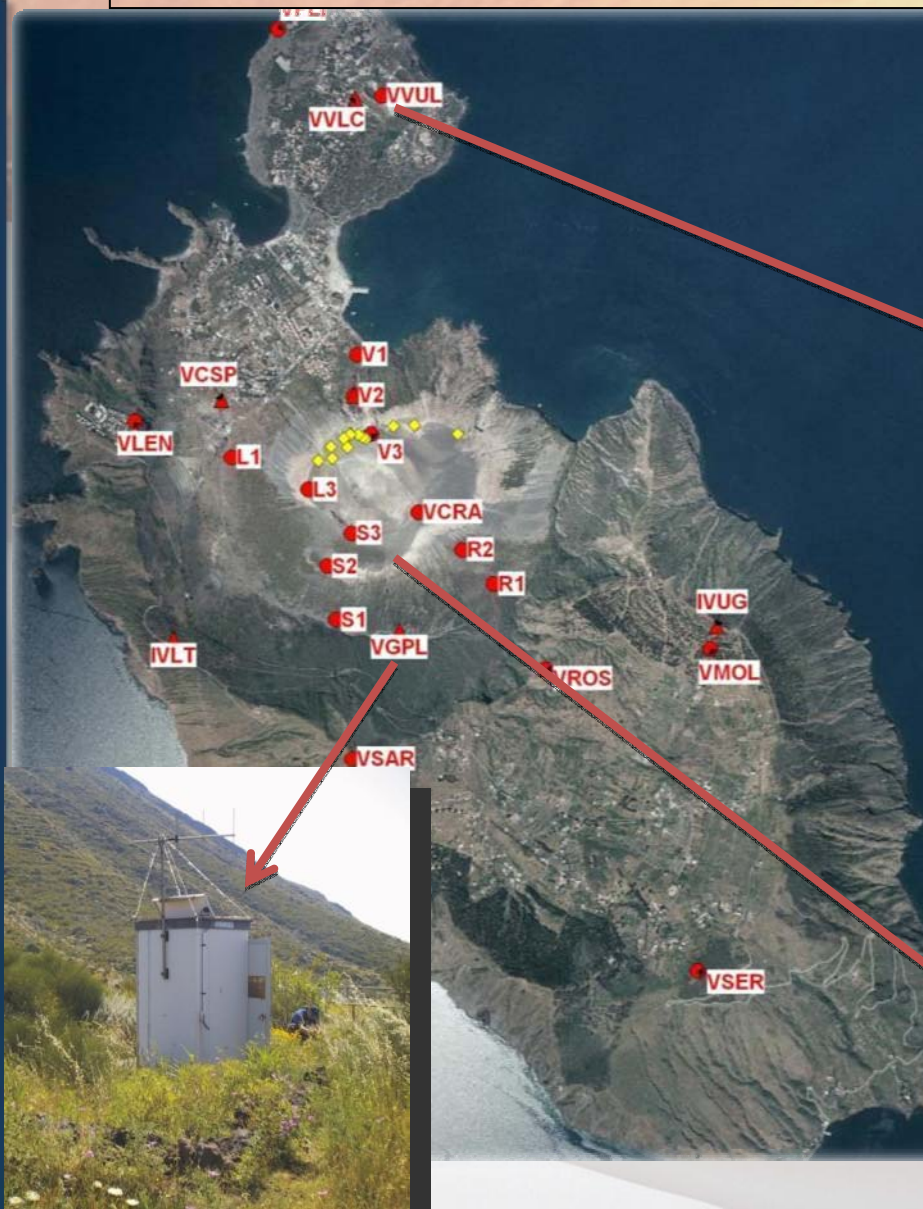 VVUL
VVLC
V1
VCSP
V2
VLEN
V3
L1
L3
VCRA
S3
R2
S2
R1
S1
IVUG
IVLT
VGPL
VMOL
VROS
VSAR
VSER